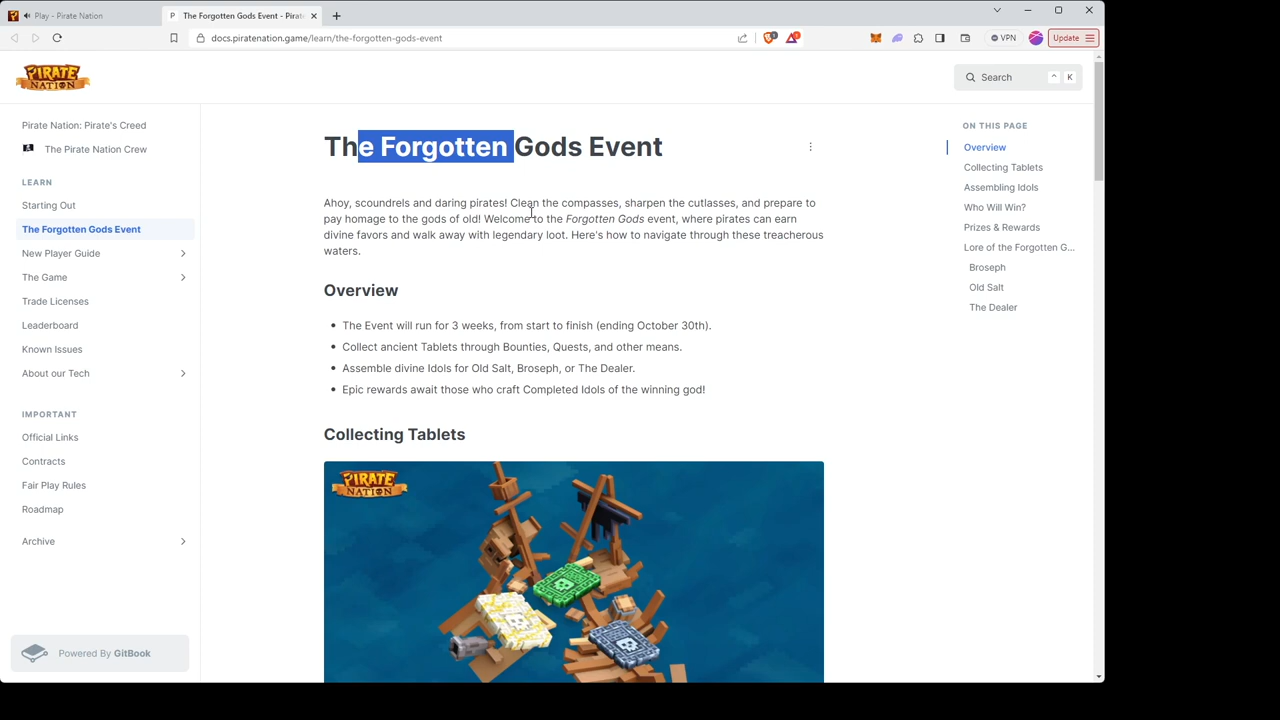 Play - Pirate Nation
The Forgotten Gods Event - Pirate
docs.piratenation.game/learn/the-forgotten-gods-event
VPN
Update
PIRATE
NATION
Search
K
Pirate Nation: Pirate's Creed
The Pirate Nation Crew
LEARN
Starting Out
The Forgotten Gods Event
New Player Guide
The Game
Trade Licenses
Leaderboard
Known Issues
About our Tech
IMPORTANT
Official Links
Contracts
Fair Play Rules
Roadmap
Archive
Powered By GitBook
The Forgotten Gods Event
Ahoy, scoundrels and daring pirates! Clean the compasses, sharpen the cutlasses, and prepare to
pay homage to the gods of old! Welcome to the Forgotten Gods event, where pirates can earn
divine favors and walk away with legendary loot. Here's how to navigate through these treacherous
waters.
Overview
• The Event will run for 3 weeks, from start to finish (ending October 30th).
• Collect ancient Tablets through Bounties, Quests, and other means.
• Assemble divine Idols for Old Salt, Broseph, or The Dealer.
• Epic rewards await those who craft Completed Idols of the winning god!
Collecting Tablets
PIRATE
NATION
ON THIS PAGE
Overview
Collecting Tablets
Assembling Idols
Who Will Win?
Prizes & Rewards
Lore of the Forgotten G...
Broseph
Old Salt
The Dealer